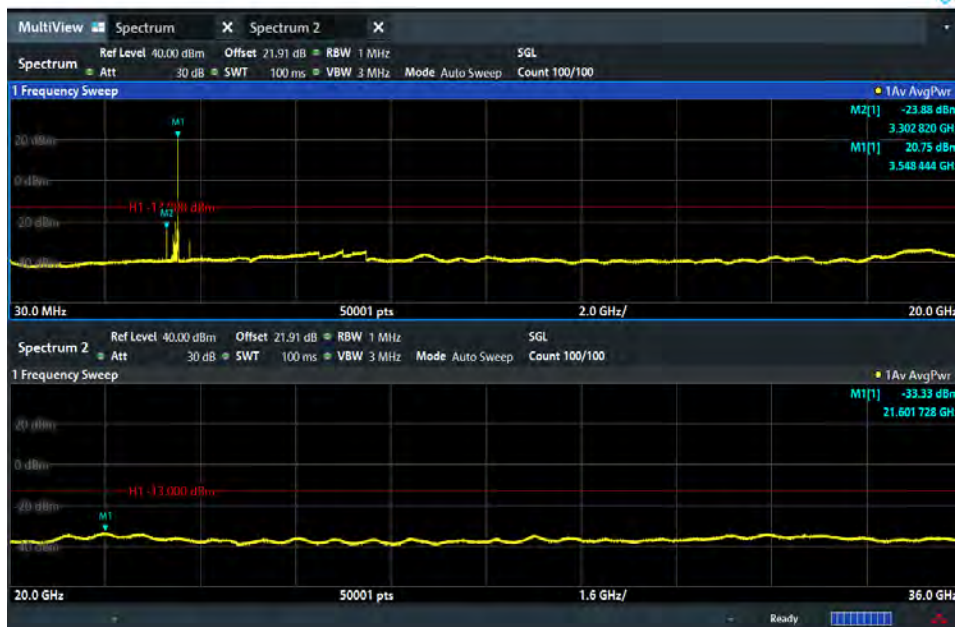 MultiView Spectrum X Spectrum 2 X
Spectrum Ref Level 40.00 dBm Offset 21.91 dB RBW 1 MHz SGL
Att 30 dB SWT 100 ms VBW 3 MHz Mode Auto Sweep Count 100/100
1 Frequency Sweep 1Av AvgPwr
M2[1] -23.88 dBm
3.302 820 GH
M1[1] 20.75 dBm
3.548 444 GH
M1
20 dBm
0 dBm
H1 -13.000 dBm
M2
-20 dBm
-40 dBm
30.0 MHz 50001 pts 2.0 GHz/ 20.0 GHz
Spectrum 2 Ref Level 40.00 dBm Offset 21.91 dB RBW 1 MHz SGL
Att 30 dB SWT 100 ms VBW 3 MHz Mode Auto Sweep Count 100/100
1 Frequency Sweep 1Av AvgPwr
M1[1] -33.33 dBm
21.601 728 GH
20 dBm
0 dBm
H1 -13.000 dBm
-20 dBm
M1
-40 dBm
20.0 GHz 50001 pts 1.6 GHz/ 36.0 GHz
Ready